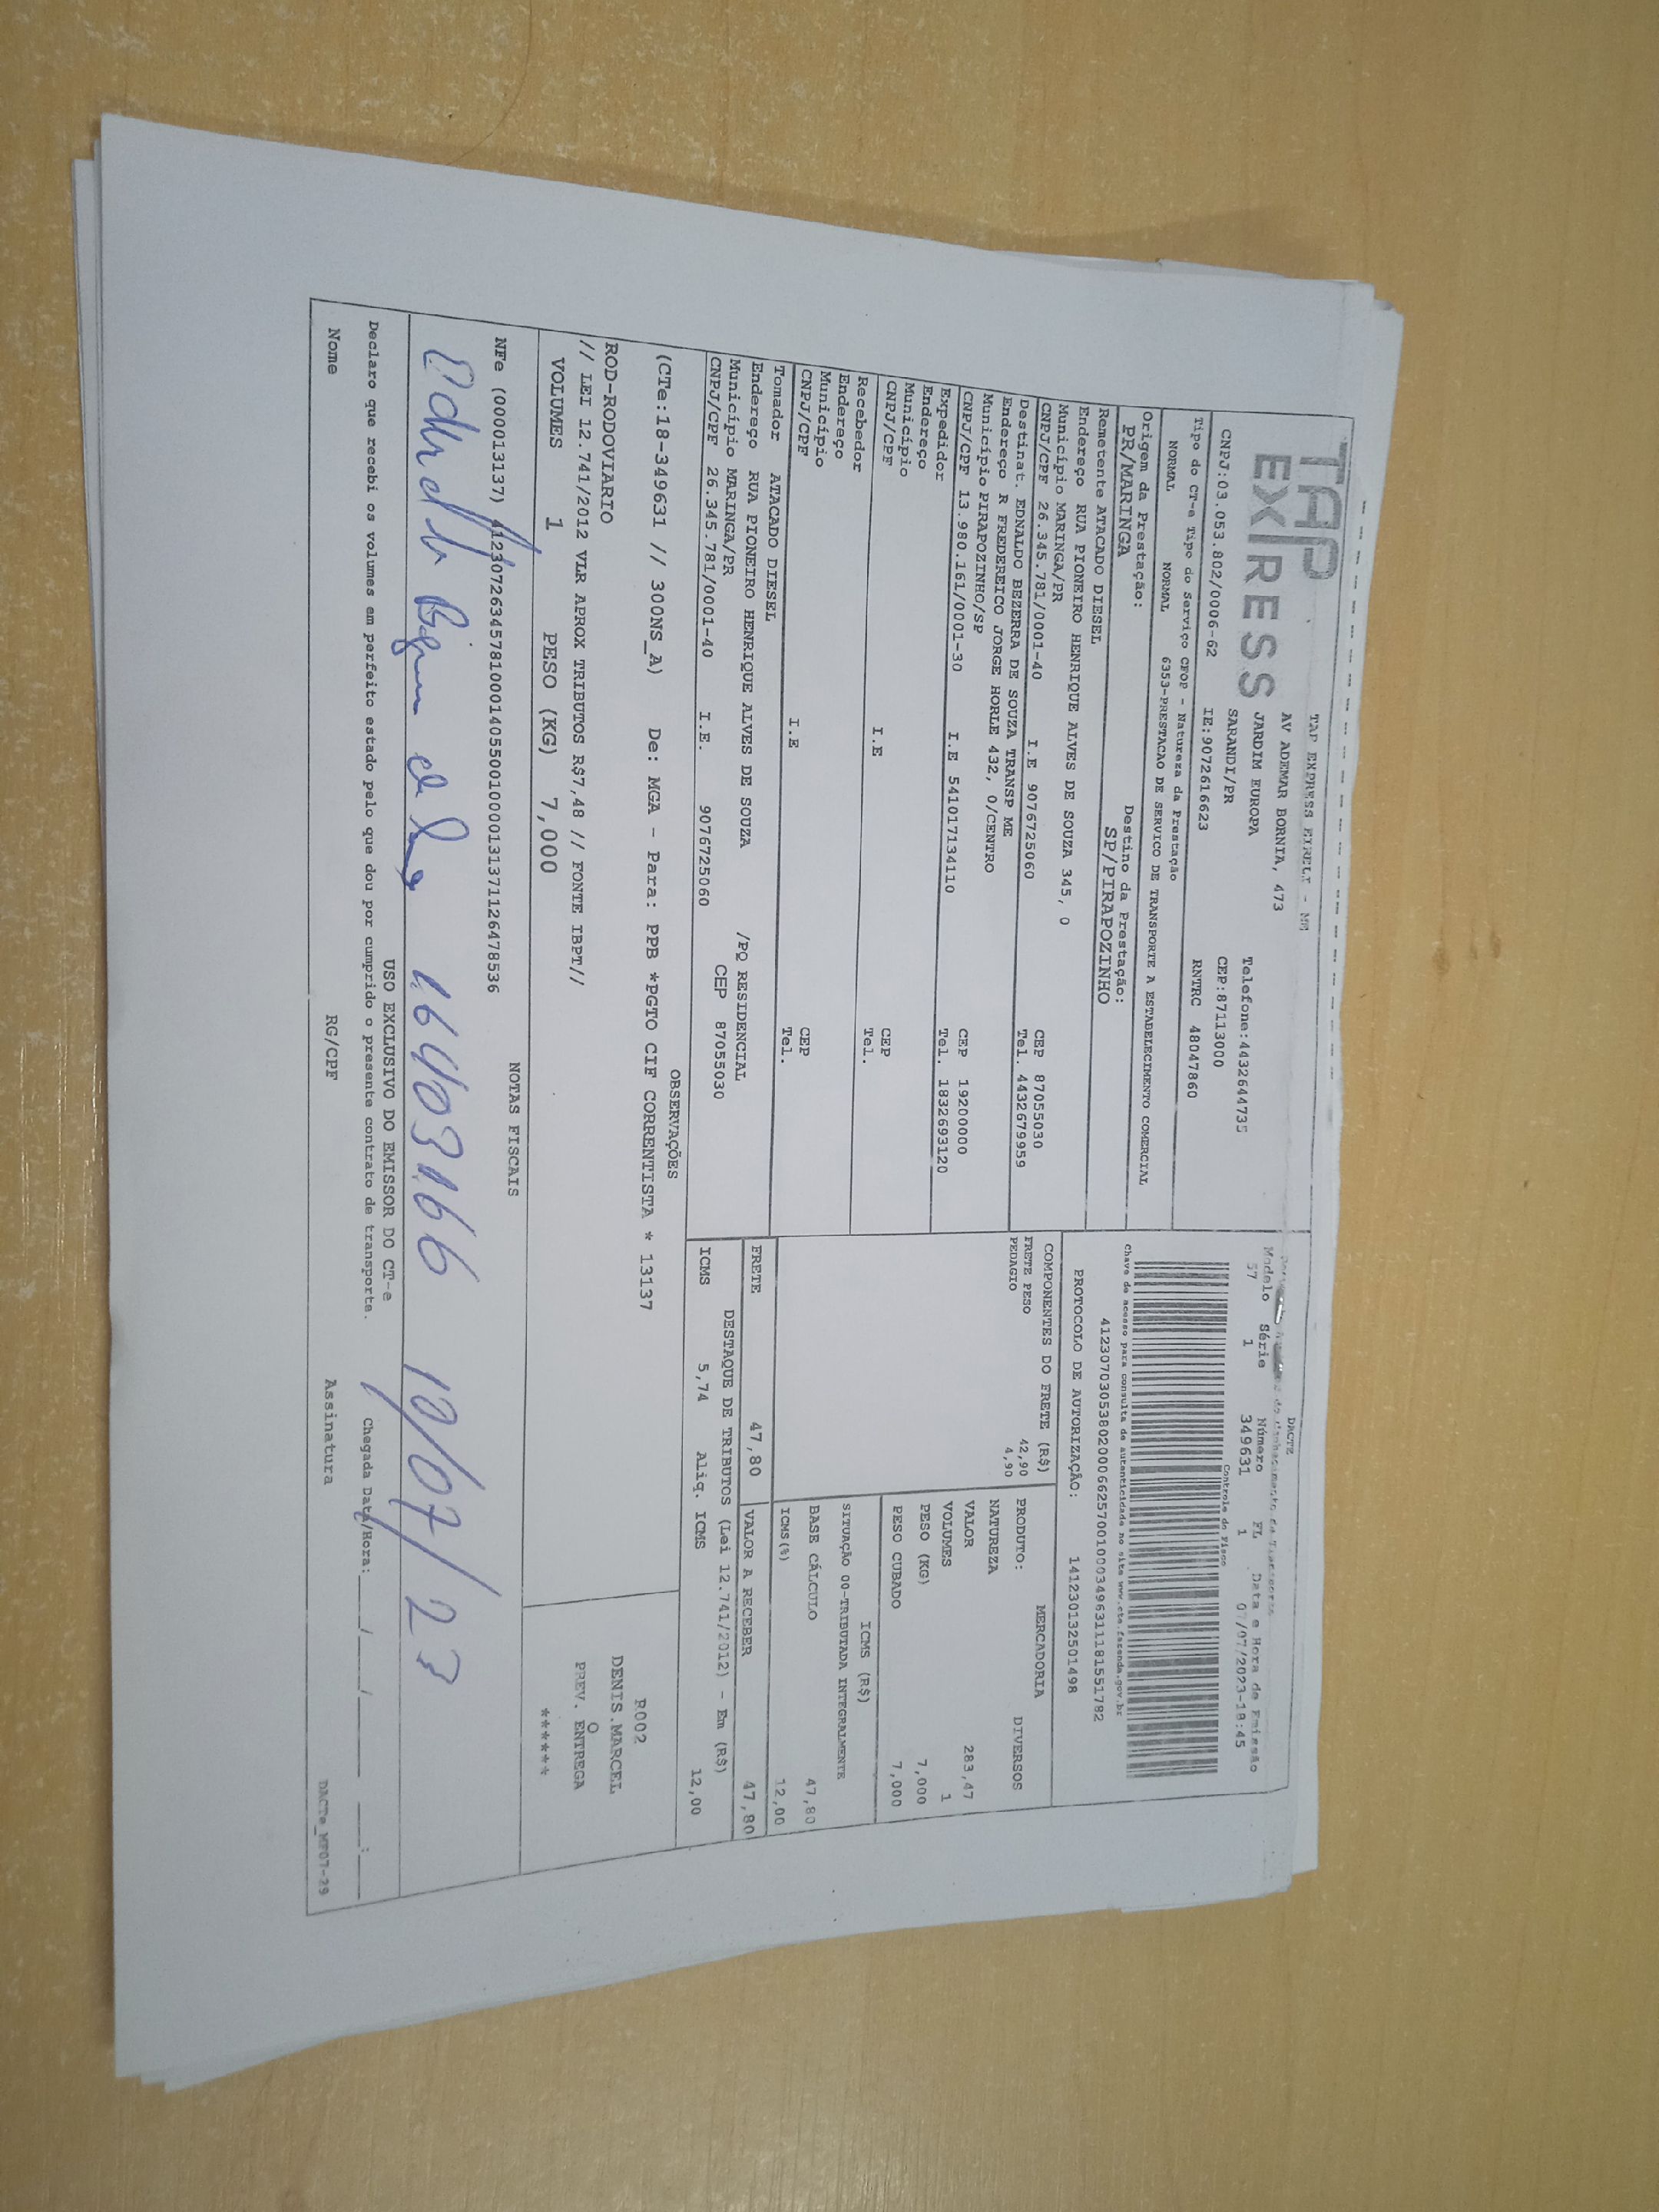 TAP
EXPRESS
TAP EXPRESS EIRELI - ME
AV ADEMAR BORNIA, 473
JARDIM EUROPA
SARANDI/PR
Telefone:4432644735
CEP:87113000
CNPJ:03.053.802/0006-62 IE:9072616623 RNTRC 48047860
DACTE
Modelo Série Número FL Data e Hora de Emissão
57 1 349631 1 07/07/2023-18:45
Controle do Fisco
Tipo do CT-e Tipo do Serviço CFOP - Natureza da Prestação
NORMAL NORMAL 6353-PRESTACAO DE SERVICO DE TRANSPORTE A ESTABELECIMENTO COMERCIAL
Chave de acesso para consulta de autenticidade no site www.cte.fazenda.gov.br
41230703053802000662570010003496311181551782
PROTOCOLO DE AUTORIZAÇÃO: 141230132501498
Origem da Prestação: Destino da Prestação:
PR/MARINGA SP/PIRAPOZINHO
Remetente ATACADO DIESEL
Endereço RUA PIONEIRO HENRIQUE ALVES DE SOUZA 345, 0
Município MARINGA/PR CEP 87055030
CNPJ/CPF 26.345.781/0001-40 I.E 9076725060 Tel. 4432679959
Destinat. EDNALDO BEZERRA DE SOUZA TRANSP ME
Endereço R FREDEREICO JORGE HORLE 432, 0/CENTRO
Município PIRAPOZINHO/SP CEP 19200000
CNPJ/CPF 13.980.161/0001-30 I.E 541017134110 Tel. 1832693120
Expedidor
Endereço
Município CEP
CNPJ/CPF I.E Tel.
Recebedor
Endereço
Município CEP
CNPJ/CPF I.E Tel.
Tomador ATACADO DIESEL
Endereço RUA PIONEIRO HENRIQUE ALVES DE SOUZA /PQ RESIDENCIAL
Município MARINGA/PR CEP 87055030
CNPJ/CPF 26.345.781/0001-40 I.E. 9076725060
COMPONENTES DO FRETE (R$)
FRETE PESO 42,90
PEDAGIO 4,90
MERCADORIA
PRODUTO: DIVERSOS
NATUREZA
VALOR 283,47
VOLUMES 1
PESO (KG) 7,000
PESO CUBADO 7,000
ICMS (R$)
SITUAÇÃO 00-TRIBUTADA INTEGRALMENTE
BASE CÁLCULO 47,80
ICMS(%) 12,00
FRETE 47,80 VALOR A RECEBER 47,80
DESTAQUE DE TRIBUTOS (Lei 12.741/2012) - Em (R$)
ICMS 5,74 Aliq. ICMS 12,00
OBSERVAÇÕES
(CTe:18-349631 // 300NS_A) De: MGA - Para: PPB *PGTO CIF CORRENTISTA * 13137
ROD-RODOVIARIO
// LEI 12.741/2012 VLR APROX TRIBUTOS R$7,48 // FONTE IBPT//
R002
DENIS.MARCEL
0
PREV. ENTREGA
******
VOLUMES 1 PESO (KG) 7,000
NOTAS FISCAIS
NFe (000013137) 41230726345781000140550010000131371126478536
16403166 10/07/23
USO EXCLUSIVO DO EMISSOR DO CT-e
Declaro que recebi os volumes em perfeito estado pelo que dou por cumprido o presente contrato de transporte. Chegada Data/Hora:____/____/____ ____:____
Nome RG/CPF Assinatura
DACTe_MP07-29